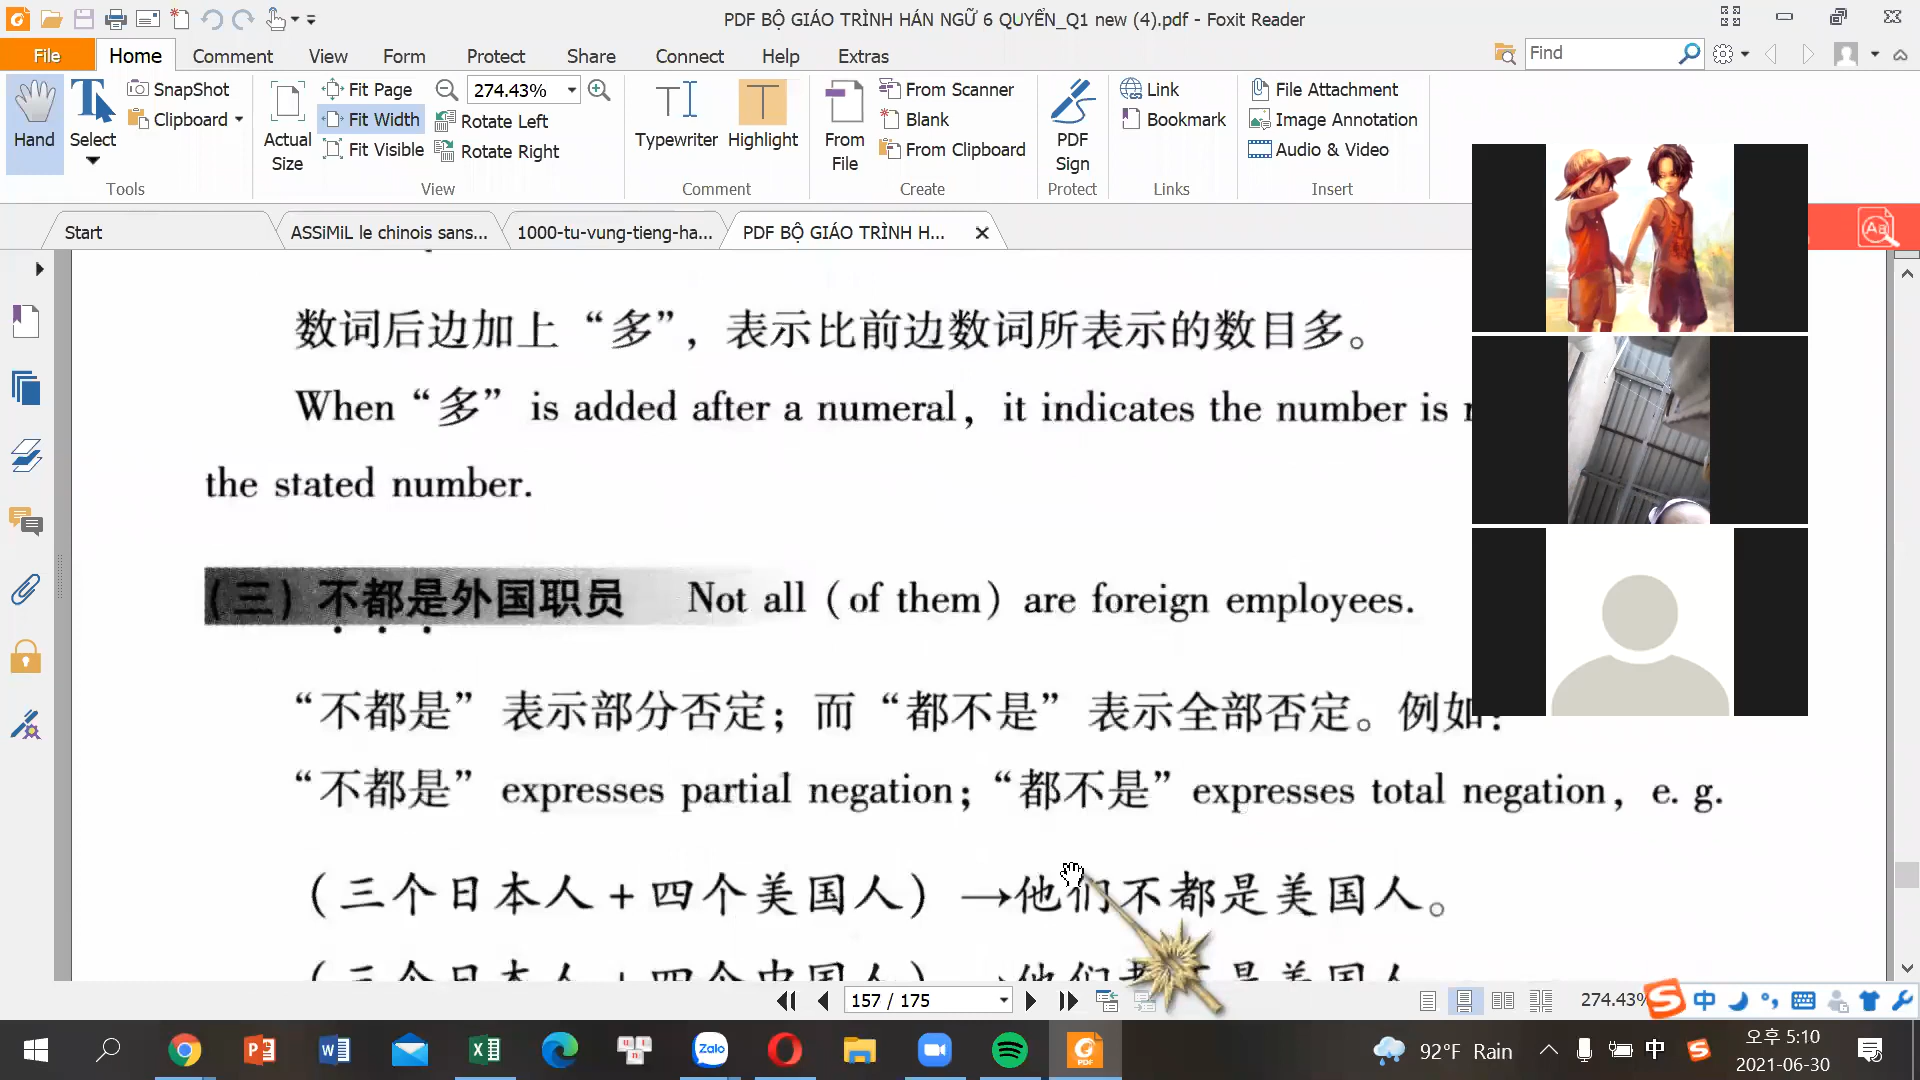 PDF BỘ GIÁO TRÌNH HÁN NGỮ 6 QUYỂN_Q1 new (4).pdf - Foxit Reader
File Home Comment View Form Protect Share Connect Help Extras
Find
Hand
Select
SnapShot
Clipboard
Tools
Actual Size
Fit Page
Fit Width
Fit Visible
274.43%
Rotate Left
Rotate Right
View
Typewriter
Highlight
Comment
From File
From Scanner
Blank
From Clipboard
Create
PDF Sign
Protect
Link
Bookmark
Links
File Attachment
Image Annotation
Audio & Video
Insert
Start
ASSiMiL le chinois sans...
1000-tu-vung-tieng-ha...
PDF BỘ GIÁO TRÌNH H...
数词后边加上“多”，表示比前边数词所表示的数目多。
When “多” is added after a numeral, it indicates the number is
the stated number.
（三）不都是外国职员 Not all (of them) are foreign employees.
“不都是”表示部分否定；而“都不是”表示全部否定。例如：
“不都是” expresses partial negation; “都不是” expresses total negation, e. g.
（三个日本人 + 四个美国人）→他们不都是美国人。
157 / 175
274.43%
中
92°F Rain
中
오후 5:10
2021-06-30
Zalo